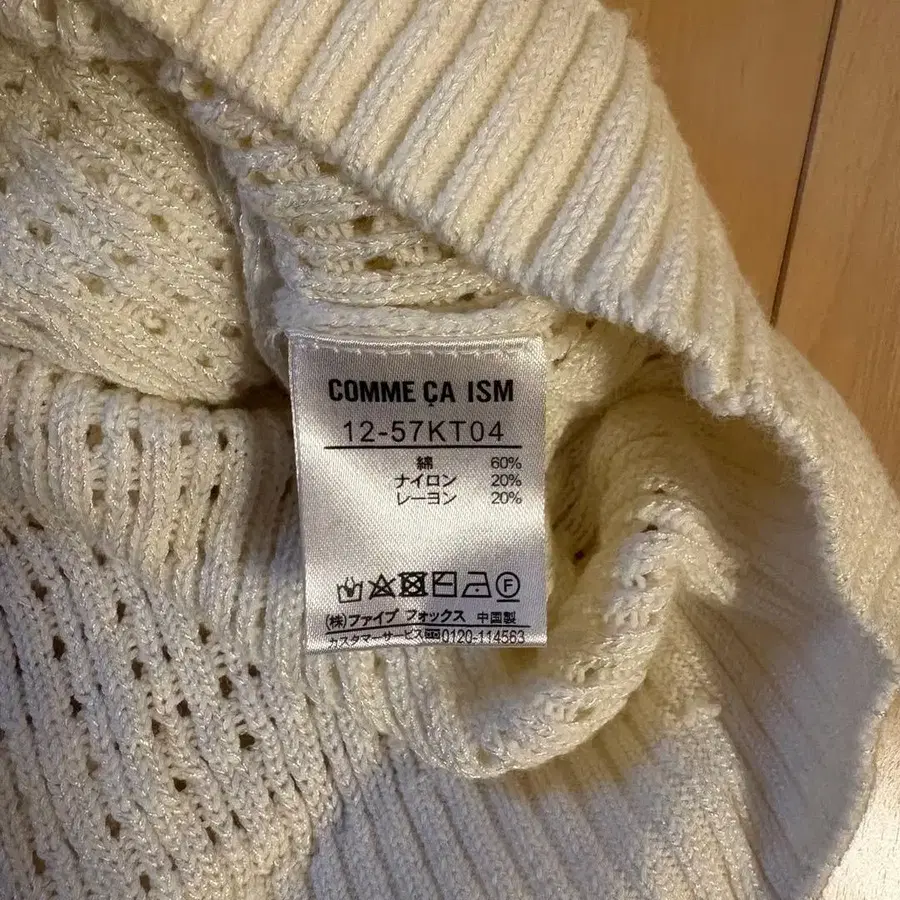 COMME ÇA ISM
12-57KT04
綿 60%
ナイロン 20%
レーヨン 20%
(株)ファイブ フォックス 中国製
カスタマーサービス 0120-114563